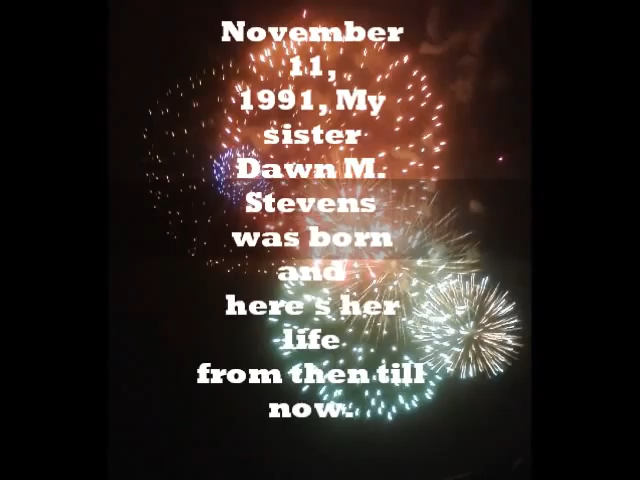 November
11,
1991, My
sister
Dawn M.
Stevens
was born
and
here's her
life
from then till
now.